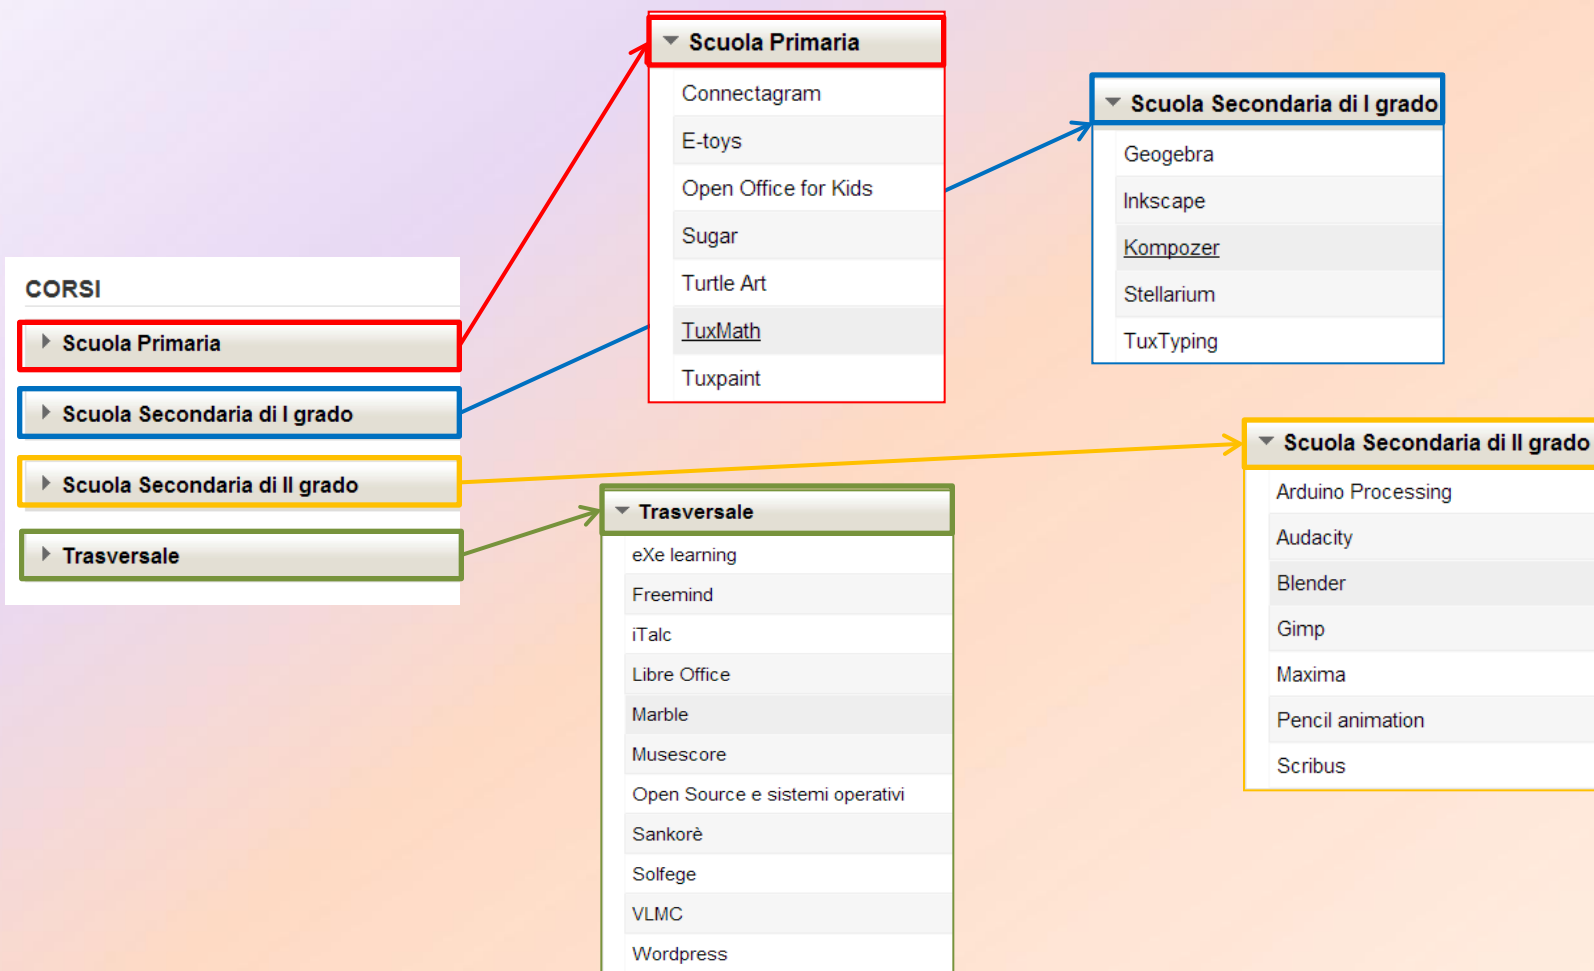 CORSI
Scuola Primaria
Scuola Secondaria di I grado
Scuola Secondaria di II grado
Trasversale
Scuola Primaria
Connectagram
E-toys
Open Office for Kids
Sugar
Turtle Art
TuxMath
Tuxpaint
Scuola Secondaria di I grado
Geogebra
Inkscape
Kompozer
Stellarium
TuxTyping
Scuola Secondaria di II grado
Arduino Processing
Audacity
Blender
Gimp
Maxima
Pencil animation
Scribus
Trasversale
eXe learning
Freemind
iTalc
Libre Office
Marble
Musescore
Open Source e sistemi operativi
Sankorè
Solfege
VLMC
Wordpress